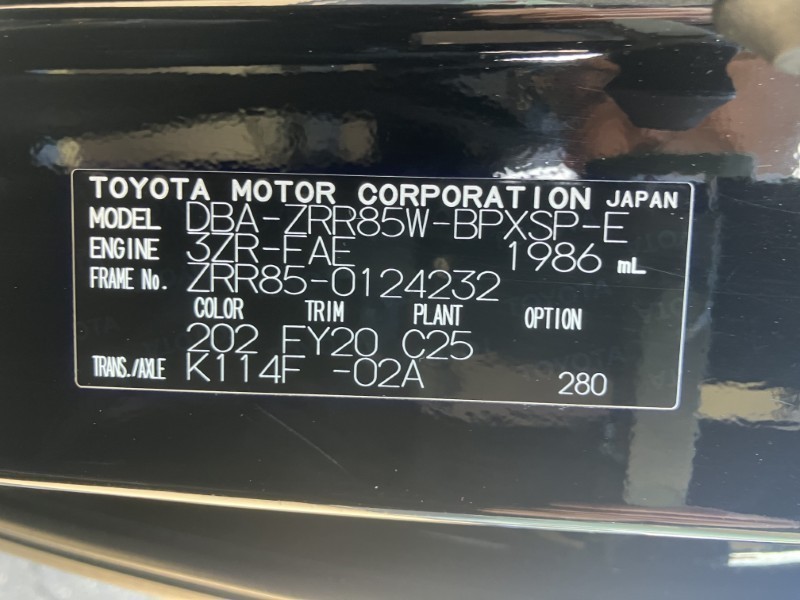 TOYOTA MOTOR CORPORATION JAPAN
MODEL DBA-ZRR85W-BPXSP-E
ENGINE 3ZR-FAE 1986 mL
FRAME No. ZRR85-0124232
COLOR TRIM PLANT OPTION
202 FY20 C25
TRANS./AXLE K114F -02A 280